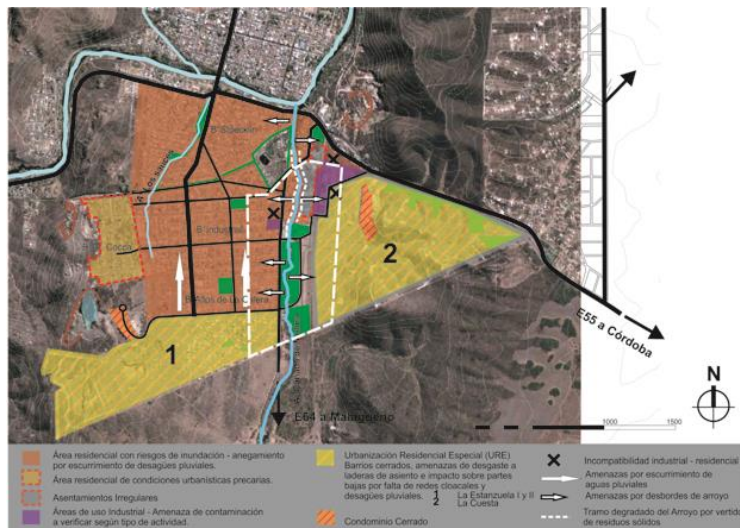 B° Industrial
B° Altos de La Calera
1
2
E55 a Córdoba
E64 a Malagueño
N
1000
1500
Área residencial con riesgos de inundación - anegamiento
por escurrimiento de desagües pluviales.
Área residencial de condiciones urbanísticas precarias.
Asentamientos Irregulares
Áreas de uso Industrial - Amenaza de contaminación
a verificar según tipo de actividad.
Urbanización Residencial Especial (URE)
Barrios cerrados, amenazas de desgaste a
laderas de asiento e impacto sobre partes
bajas por falta de redes cloacales y
desagües pluviales.
1 La Estanzuela I y II
2 La Cuesta
Condominio Cerrado
Incompatibilidad industrial - residencial
Amenazas por escurrimiento de
aguas pluviales
Amenazas por desbordes de arroyo
Tramo degradado del Arroyo por vertido
de residuos sólidos